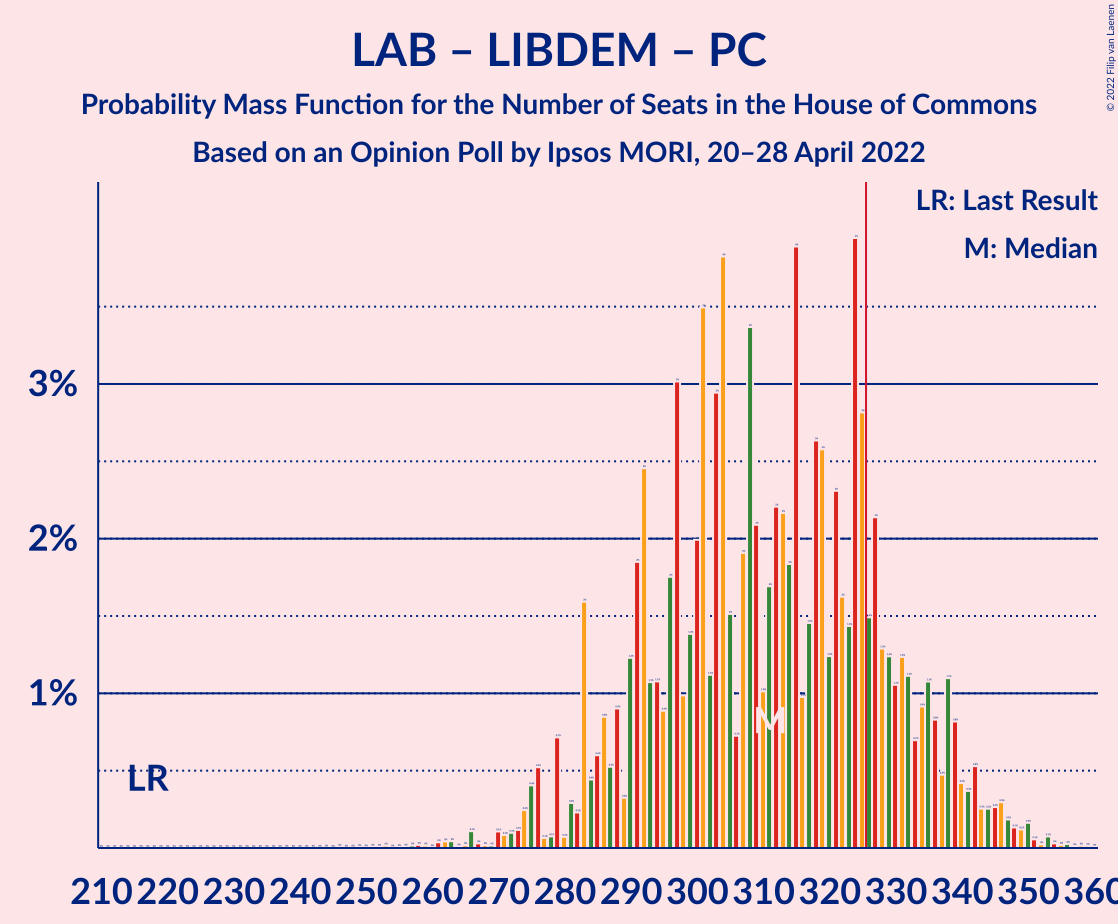 LAB – LIBDEM – PC
Probability Mass Function for the Number of Seats in the House of Commons
Based on an Opinion Poll by Ipsos MORI, 20–28 April 2022
© 2022 Filip van Laenen
LR: Last Result
M: Median
3%
2%
1%
M
LR
210 220 230 240 250 260 270 280 290 300 310 320 330 340 350 360